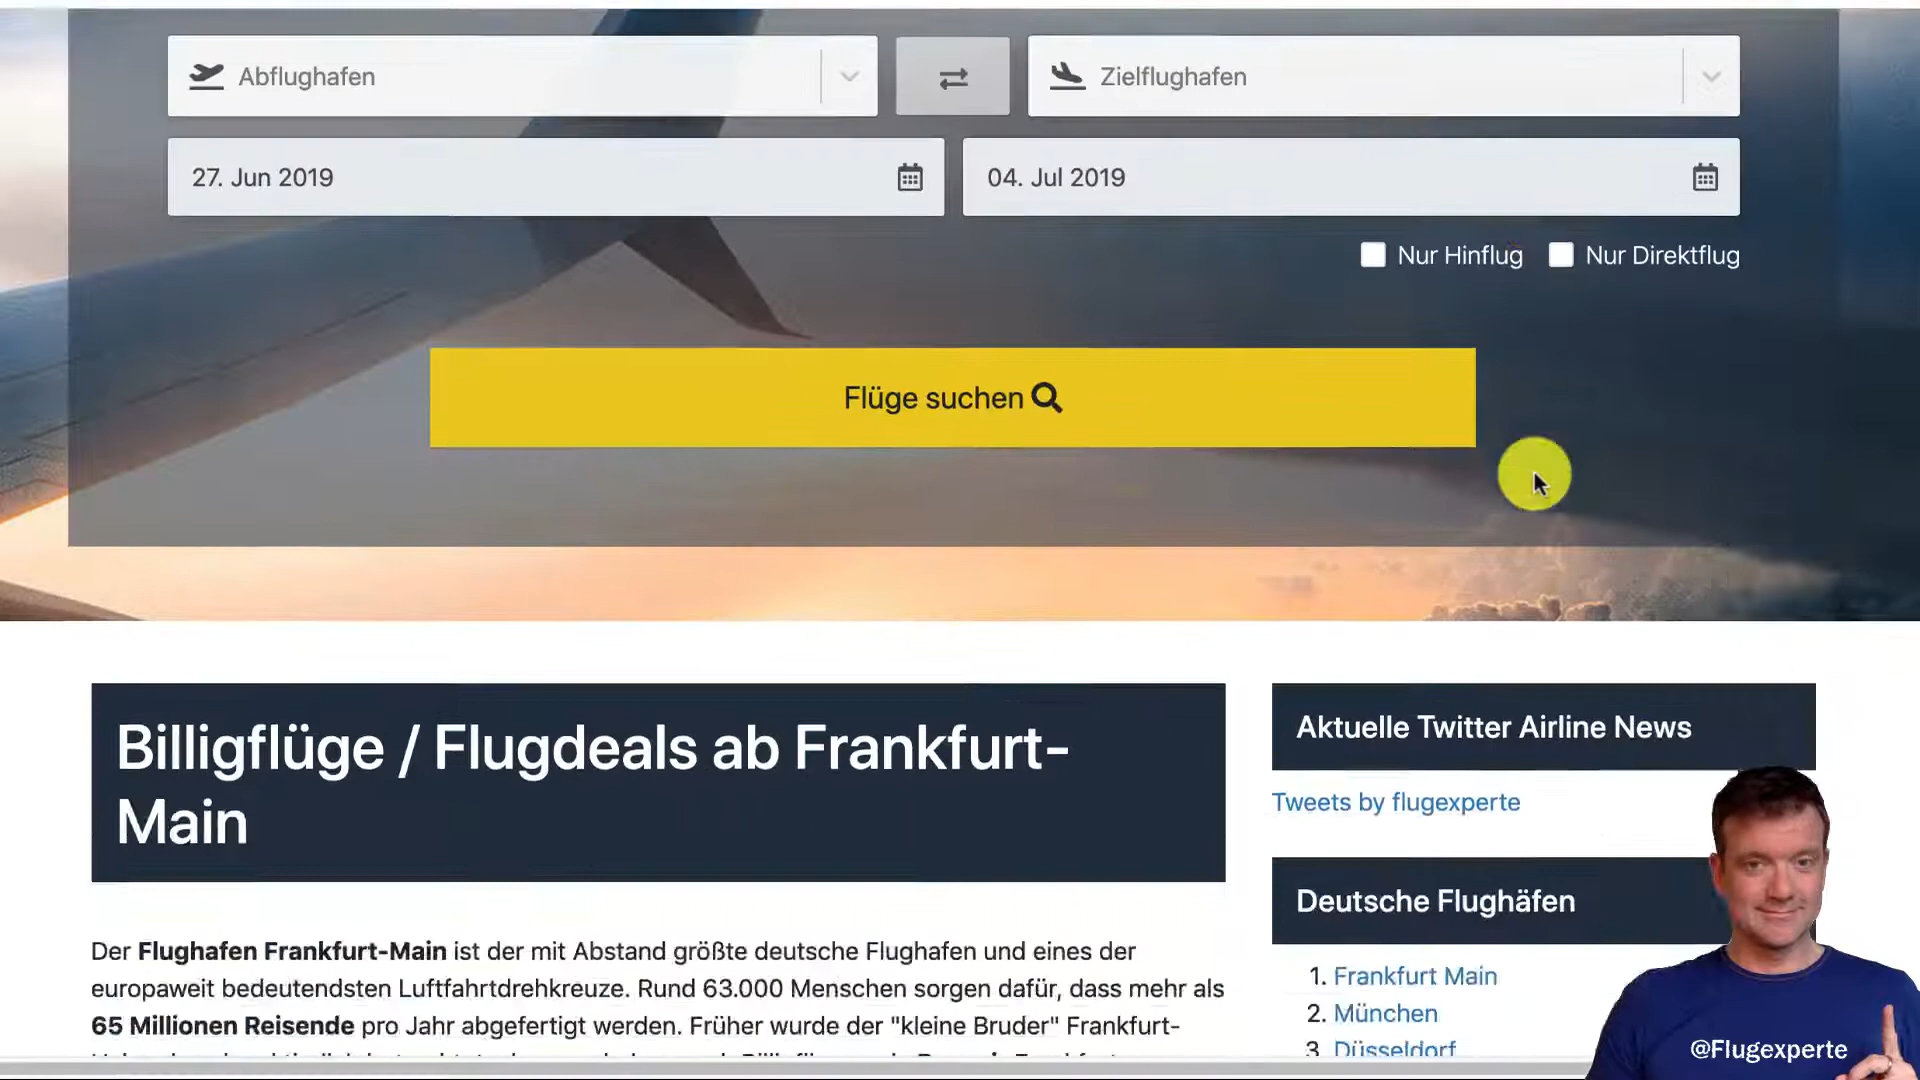 Abflughafen
Zielflughafen
27. Jun 2019
04. Jul 2019
Nur Hinflug
Nur Direktflug
Flüge suchen
Billigflüge / Flugdeals ab Frankfurt-
Main
Der Flughafen Frankfurt-Main ist der mit Abstand größte deutsche Flughafen und eines der
europaweit bedeutendsten Luftfahrtdrehkreuze. Rund 63.000 Menschen sorgen dafür, dass mehr als
65 Millionen Reisende pro Jahr abgefertigt werden. Früher wurde der "kleine Bruder" Frankfurt-
Aktuelle Twitter Airline News
Tweets by flugexperte
Deutsche Flughäfen
1. Frankfurt Main
2. München
3. Düsseldorf
@Flugexperte